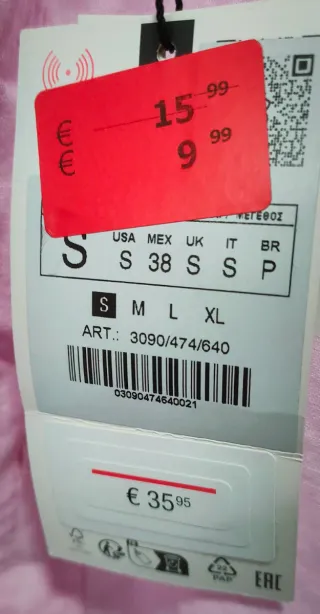 € 15 99
€ 9 99
ΜΕΓΕΘΟΣ
S
USA MEX UK IT BR
S 38 S S P
S M L XL
ART.: 3090/474/640
03090474640021
€ 35 95
PAP
EAC